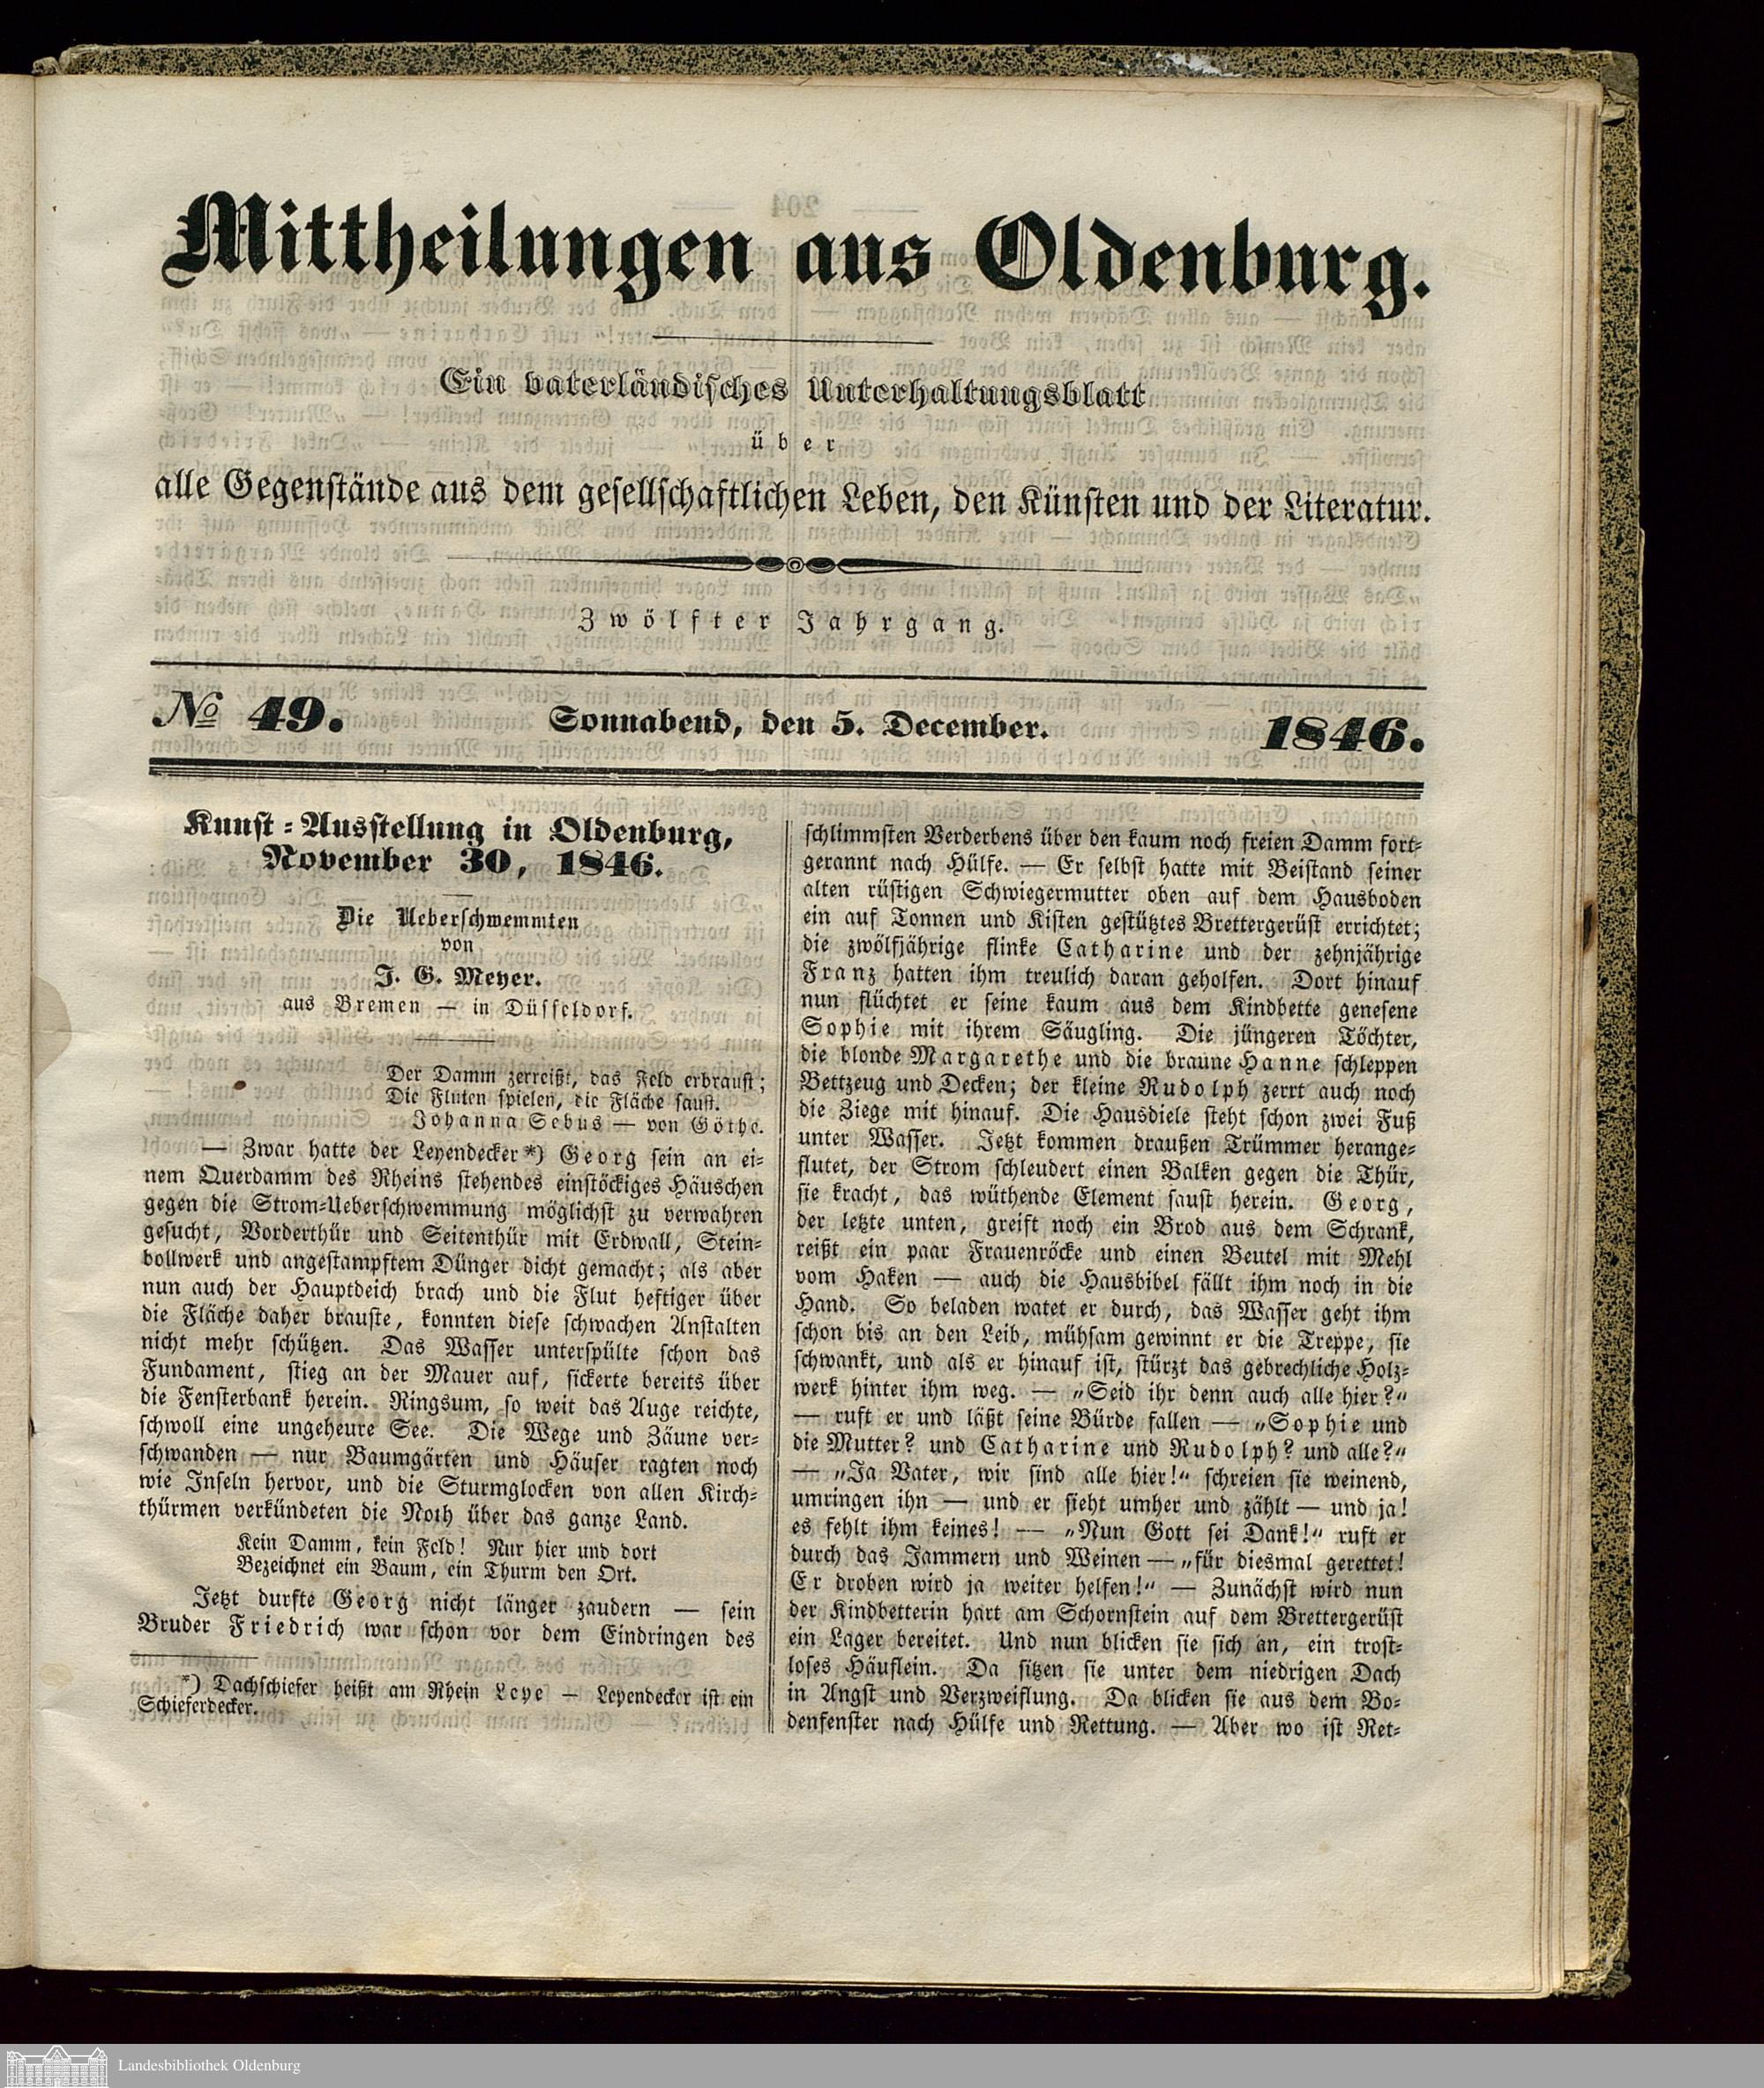 Mittheilungen aus Oldenburg.
Ein vaterländisches Unterhaltungsblatt
über
alle Gegenstände aus dem gesellschaftlichen Leben, den Künsten und der Literatur.
Zwölfter Jahrgang.
No 49.
Sonnabend, den 5. December.
1846.
Kunst-Ausstellung in Oldenburg,
November 30, 1846.
Die Ueberschwemmten
von
J. G. Meyer.
aus Bremen — in Düsseldorf.
Der Damm zerreißt, das Feld erbraust;
Die Fluten spielen, die Fläche saust.
Johanna Sebus — von Göthe.
— Zwar hatte der Leyendecker *) Georg sein an ei-
nem Querdamm des Rheins stehendes einstöckiges Häuschen
gegen die Strom-Ueberschwemmung möglichst zu verwahren
gesucht, Vorderthür und Seitenthür mit Erdwall, Stein-
bollwerk und angestampftem Dünger dicht gemacht; als aber
nun auch der Hauptdeich brach und die Flut heftiger über
die Fläche daher brauste, konnten diese schwachen Anstalten
nicht mehr schützen. Das Wasser unterspülte schon das
Fundament, stieg an der Mauer auf, sickerte bereits über
die Fensterbank herein. Ringsum, so weit das Auge reichte,
schwoll eine ungeheure See. Die Wege und Zäune ver-
schwanden — nur Baumgärten und Häuser ragten noch
wie Inseln hervor, und die Sturmglocken von allen Kirch-
thürmen verkündeten die Noth über das ganze Land.
Kein Damm, kein Feld! Nur hier und dort
Bezeichnet ein Baum, ein Thurm den Ort.
Jetzt durfte Georg nicht länger zaudern — sein
Bruder Friedrich war schon vor dem Eindringen des
*) Dachschiefer heißt am Rhein Leye — Leyendecker ist ein
Schieferdecker.
schlimmsten Verderbens über den kaum noch freien Damm fort-
gerannt nach Hülfe. — Er selbst hatte mit Beistand seiner
alten rüstigen Schwiegermutter oben auf dem Hausboden
ein auf Tonnen und Kisten gestütztes Brettergerüst errichtet;
die zwölfjährige flinke Catharine und der zehnjährige
Franz hatten ihm treulich daran geholfen. Dort hinauf
nun flüchtet er seine kaum aus dem Kindbette genesene
Sophie mit ihrem Säugling. Die jüngeren Töchter,
die blonde Margarethe und die braune Hanne schleppen
Bettzeug und Decken; der kleine Rudolph zerrt auch noch
die Ziege mit hinauf. Die Hausdiele steht schon zwei Fuß
unter Wasser. Jetzt kommen draußen Trümmer herange-
flutet, der Strom schleudert einen Balken gegen die Thür,
sie kracht, das wüthende Element saust herein. Georg,
der letzte unten, greift noch ein Brod aus dem Schrank,
reißt ein paar Frauenröcke und einen Beutel mit Mehl
vom Haken — auch die Hausbibel fällt ihm noch in die
Hand. So beladen watet er durch, das Wasser geht ihm
schon bis an den Leib, mühsam gewinnt er die Treppe, sie
schwankt, und als er hinauf ist, stürzt das gebrechliche Holz-
werk hinter ihm weg. — „Seid ihr denn auch alle hier?“
— ruft er und läßt seine Bürde fallen — „Sophie und
die Mutter? und Catharine und Rudolph? und alle?“
— „Ja Vater, wir sind alle hier!“ schreien sie weinend,
umringen ihn — und er sieht umher und zählt — und ja!
es fehlt ihm keines! — „Nun Gott sei Dank!“ ruft er
durch das Jammern und Weinen — „für diesmal gerettet!
Er droben wird ja weiter helfen!“ — Zunächst wird nun
der Kindbetterin hart am Schornstein auf dem Brettergerüst
ein Lager bereitet. Und nun blicken sie sich an, ein trost-
loses Häuflein. Da sitzen sie unter dem niedrigen Dach
in Angst und Verzweiflung. Da blicken sie aus dem Bo-
denfenster nach Hülfe und Rettung. — Aber wo ist Ret-
Landesbibliothek Oldenburg